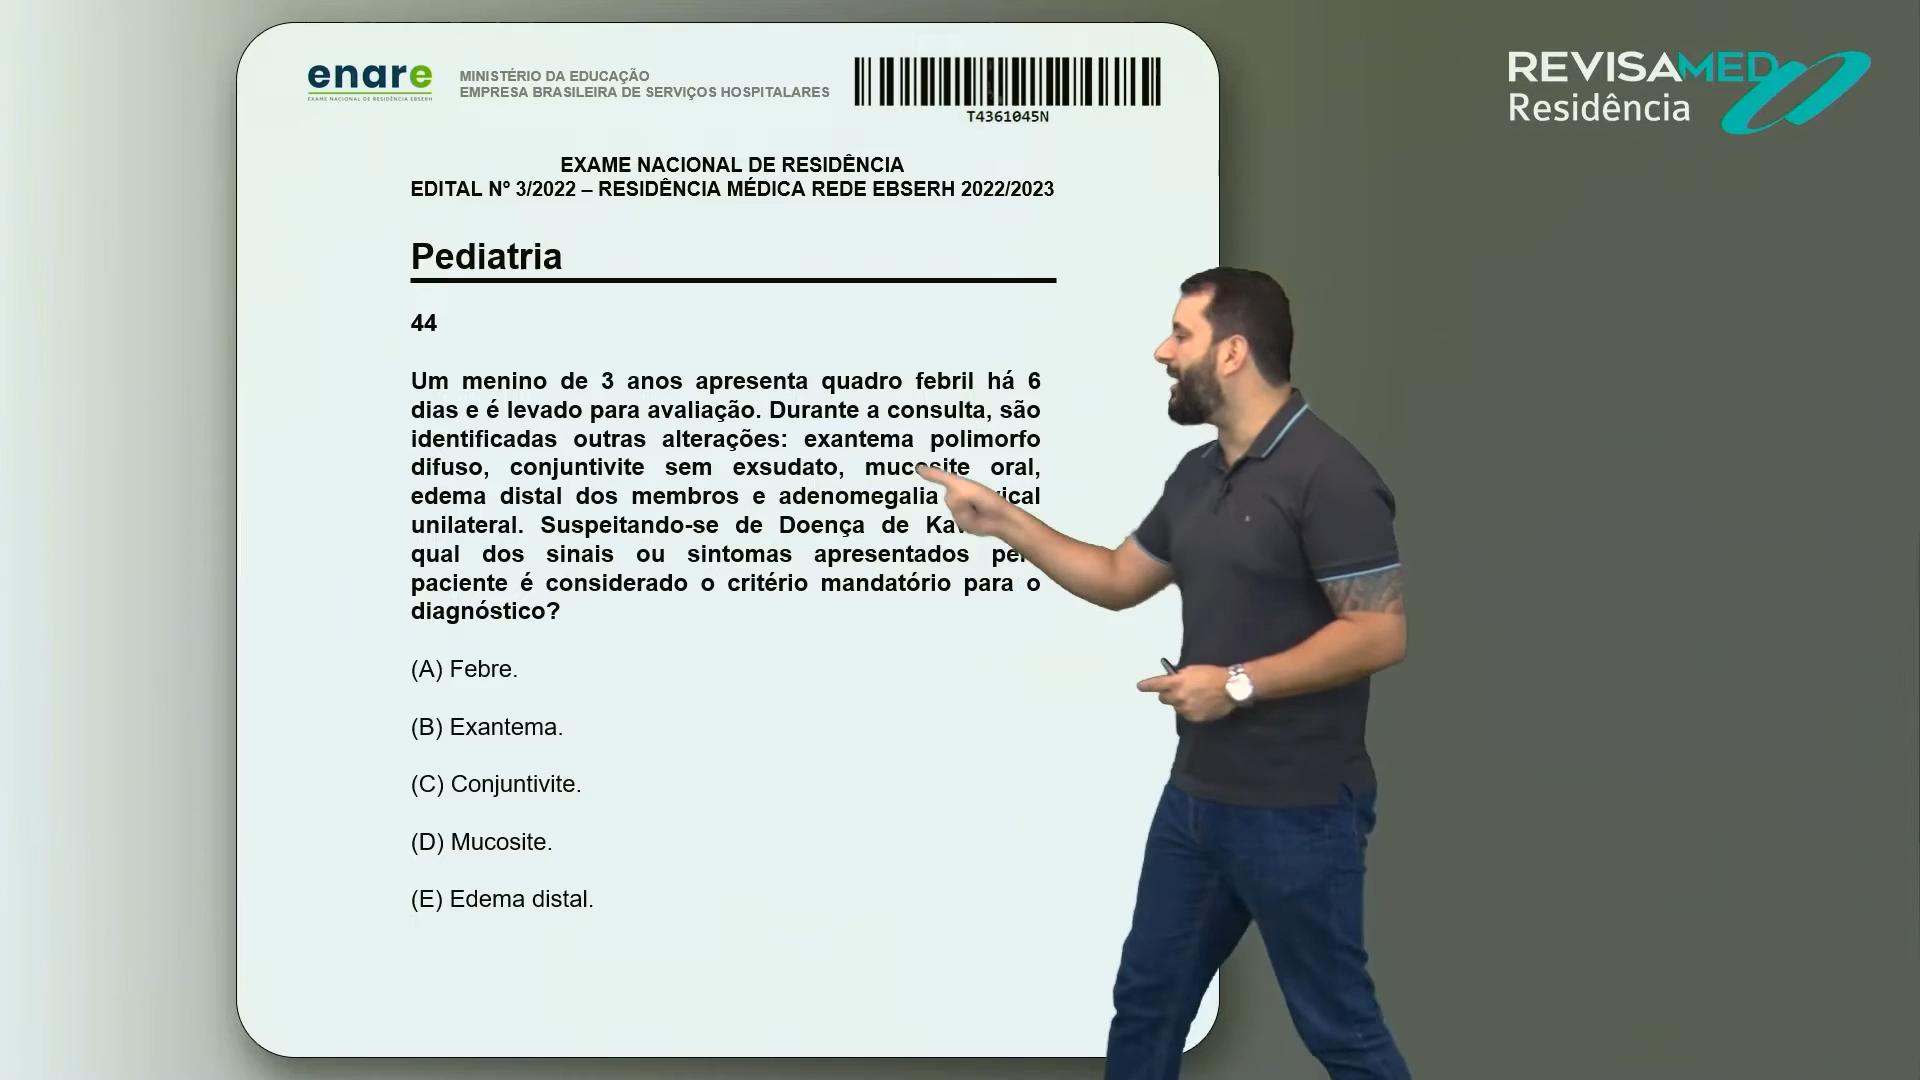 enare
EXAME NACIONAL DE RESIDÊNCIA EBSERH
MINISTÉRIO DA EDUCAÇÃO
EMPRESA BRASILEIRA DE SERVIÇOS HOSPITALARES
T4361045N
REVISAMED
Residência
EXAME NACIONAL DE RESIDÊNCIA
EDITAL Nº 3/2022 – RESIDÊNCIA MÉDICA REDE EBSERH 2022/2023
Pediatria
44
Um menino de 3 anos apresenta quadro febril há 6
dias e é levado para avaliação. Durante a consulta, são
identificadas outras alterações: exantema polimorfo
difuso, conjuntivite sem exsudato, mucosite oral,
edema distal dos membros e adenomegalia
unilateral. Suspeitando-se de Doença de
qual dos sinais ou sintomas apresentados
paciente é considerado o critério mandatório para o
diagnóstico?
(A) Febre.
(B) Exantema.
(C) Conjuntivite.
(D) Mucosite.
(E) Edema distal.